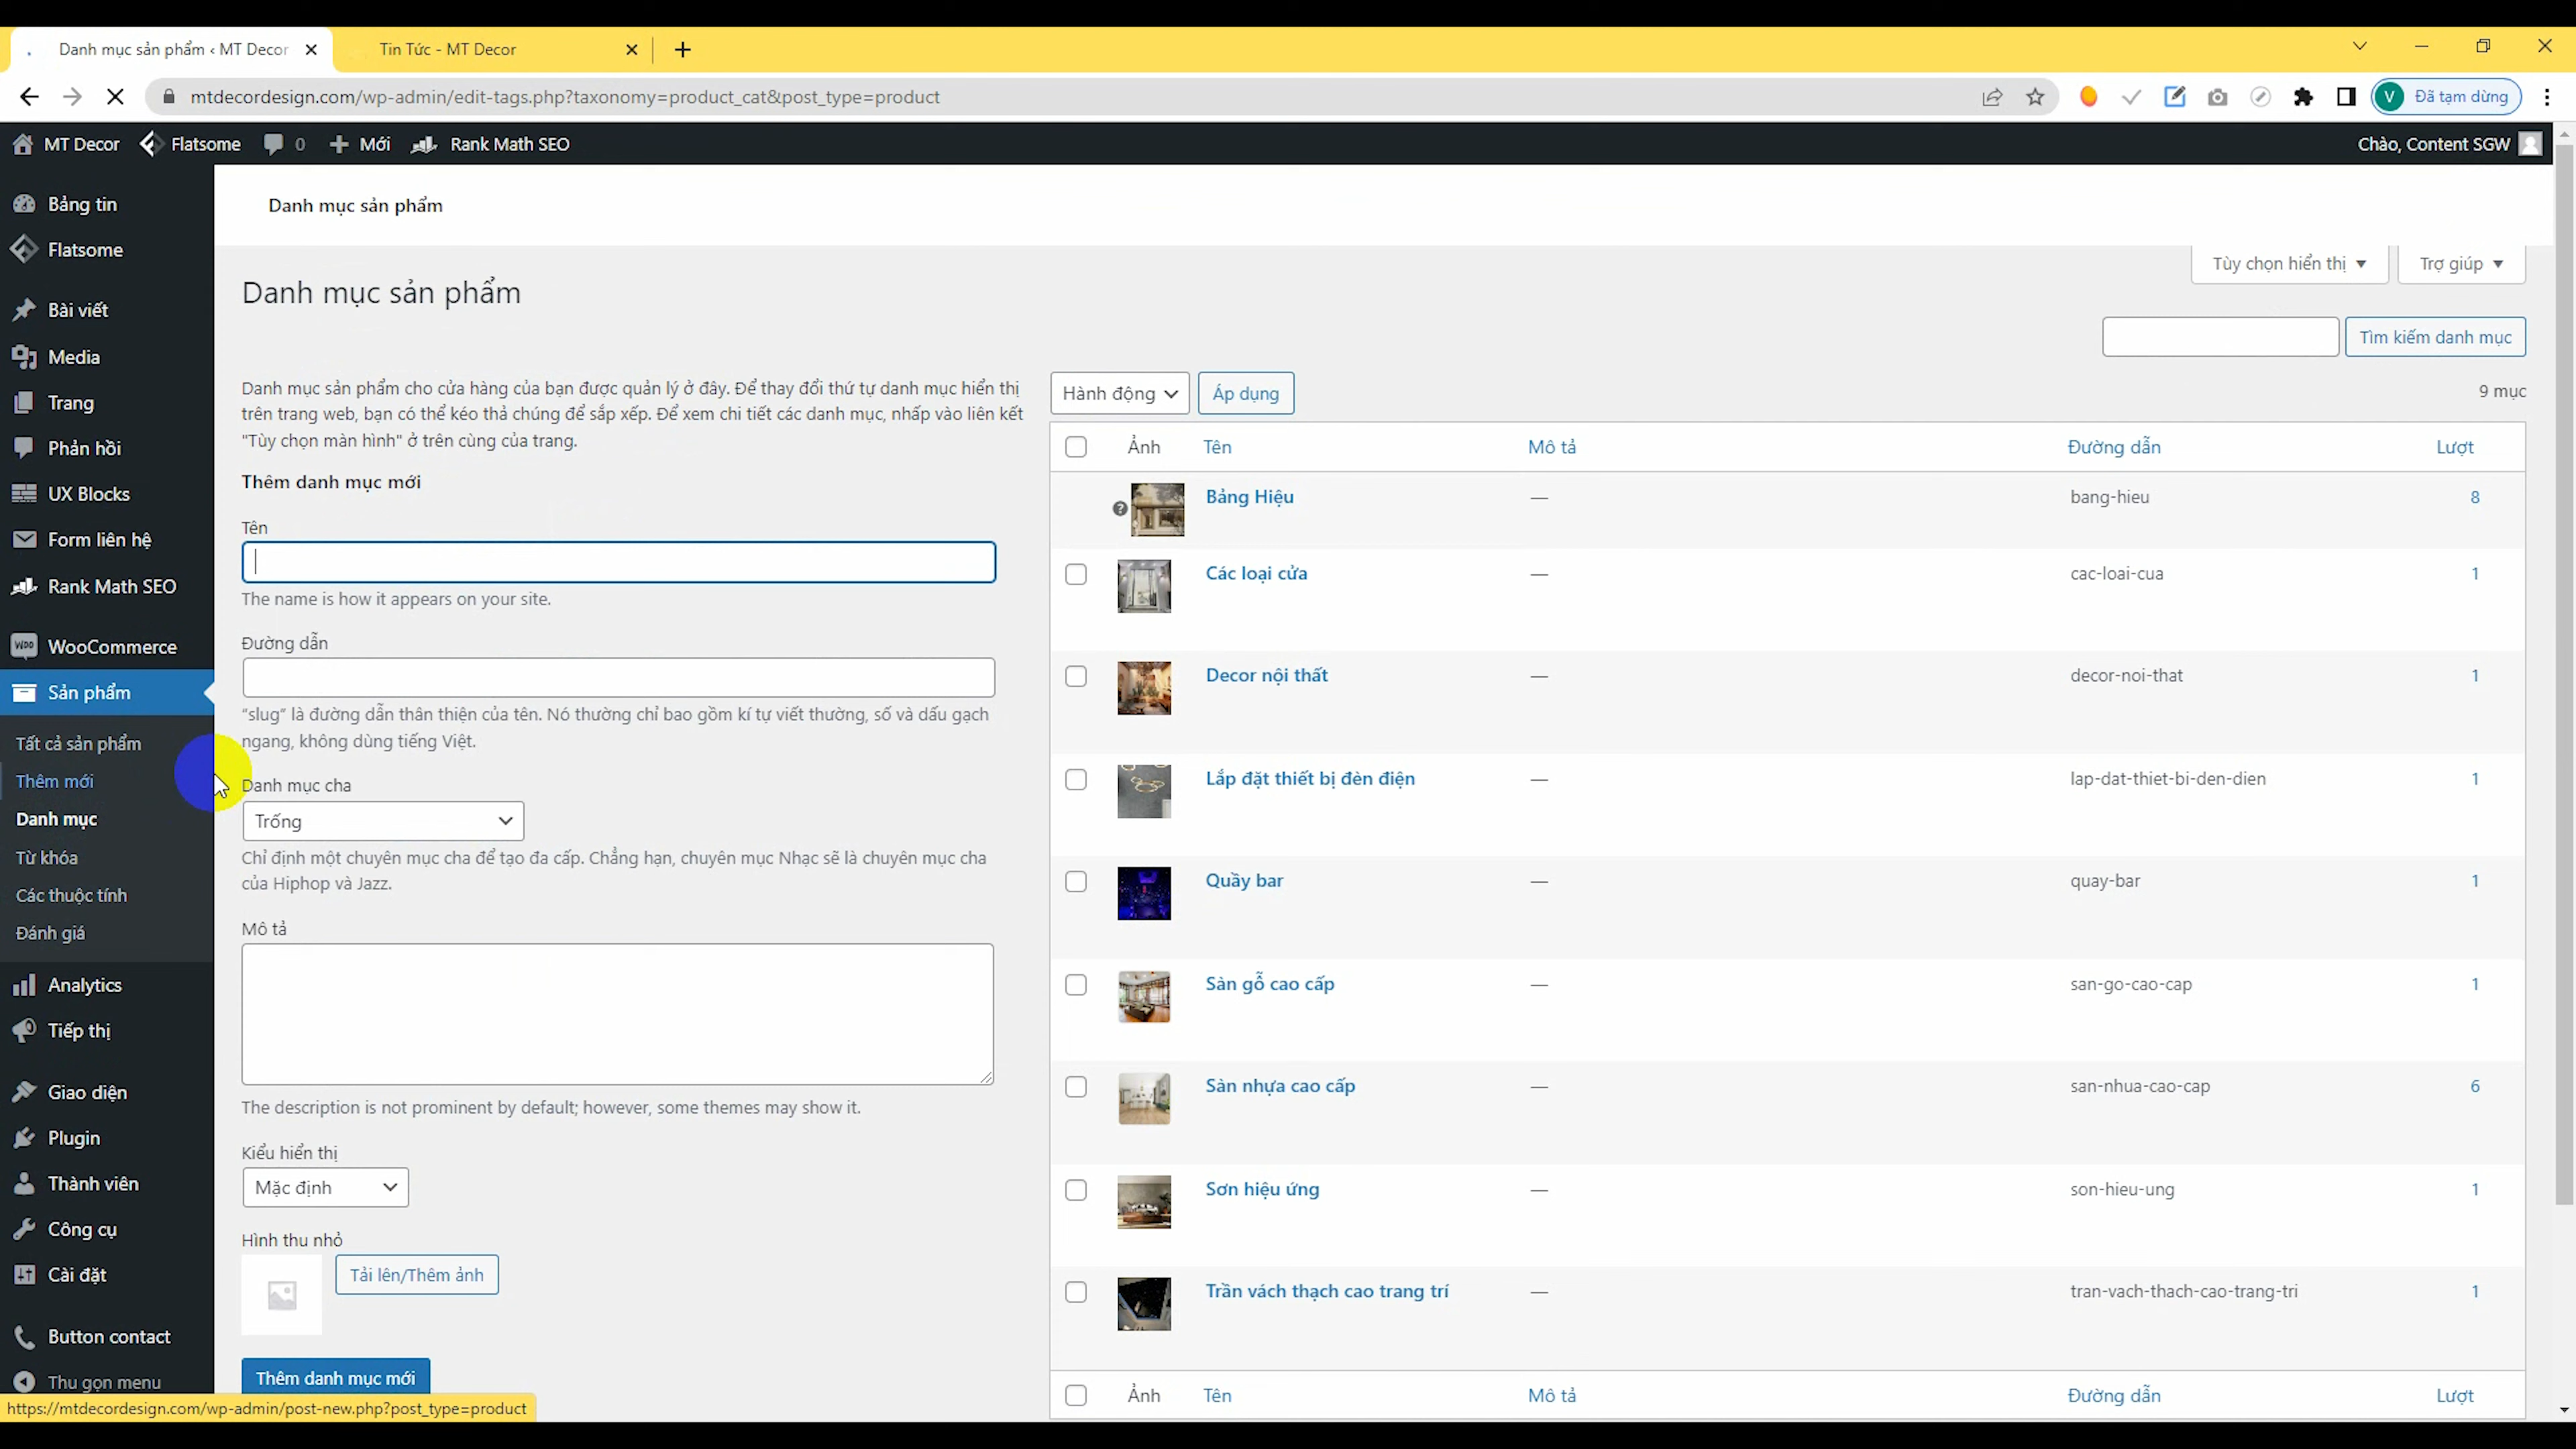 Danh mục sản phẩm ‹ MT Decor
Tin Tức - MT Decor
mtdecordesign.com/wp-admin/edit-tags.php?taxonomy=product_cat&post_type=product
V
Đã tạm dừng
MT Decor
Flatsome
0
Mới
Rank Math SEO
Chào, Content SGW
Bảng tin
Flatsome
Bài viết
Media
Trang
Phản hồi
UX Blocks
Form liên hệ
Rank Math SEO
WooCommerce
Sản phẩm
Tất cả sản phẩm
Thêm mới
Danh mục
Từ khóa
Các thuộc tính
Đánh giá
Analytics
Tiếp thị
Giao diện
Plugin
Thành viên
Công cụ
Cài đặt
Button contact
Thu gọn menu
https://mtdecordesign.com/wp-admin/post-new.php?post_type=product
Danh mục sản phẩm
Tùy chọn hiển thị
Trợ giúp
Danh mục sản phẩm
Tìm kiếm danh mục
Danh mục sản phẩm cho cửa hàng của bạn được quản lý ở đây. Để thay đổi thứ tự danh mục hiển thị
trên trang web, bạn có thể kéo thả chúng để sắp xếp. Để xem chi tiết các danh mục, nhấp vào liên kết
"Tùy chọn màn hình" ở trên cùng của trang.
Thêm danh mục mới
Tên
The name is how it appears on your site.
Đường dẫn
“slug” là đường dẫn thân thiện của tên. Nó thường chỉ bao gồm kí tự viết thường, số và dấu gạch
ngang, không dùng tiếng Việt.
Danh mục cha
Trống
Chỉ định một chuyên mục cha để tạo đa cấp. Chẳng hạn, chuyên mục Nhạc sẽ là chuyên mục cha
của Hiphop và Jazz.
Mô tả
The description is not prominent by default; however, some themes may show it.
Kiểu hiển thị
Mặc định
Hình thu nhỏ
Tải lên/Thêm ảnh
Thêm danh mục mới
Hành động
Áp dụng
9 mục
Ảnh Tên Mô tả Đường dẫn Lượt
Bảng Hiệu — bang-hieu 8
Các loại cửa — cac-loai-cua 1
Decor nội thất — decor-noi-that 1
Lắp đặt thiết bị đèn điện — lap-dat-thiet-bi-den-dien 1
Quầy bar — quay-bar 1
Sàn gỗ cao cấp — san-go-cao-cap 1
Sàn nhựa cao cấp — san-nhua-cao-cap 6
Sơn hiệu ứng — son-hieu-ung 1
Trần vách thạch cao trang trí — tran-vach-thach-cao-trang-tri 1
Ảnh Tên Mô tả Đường dẫn Lượt